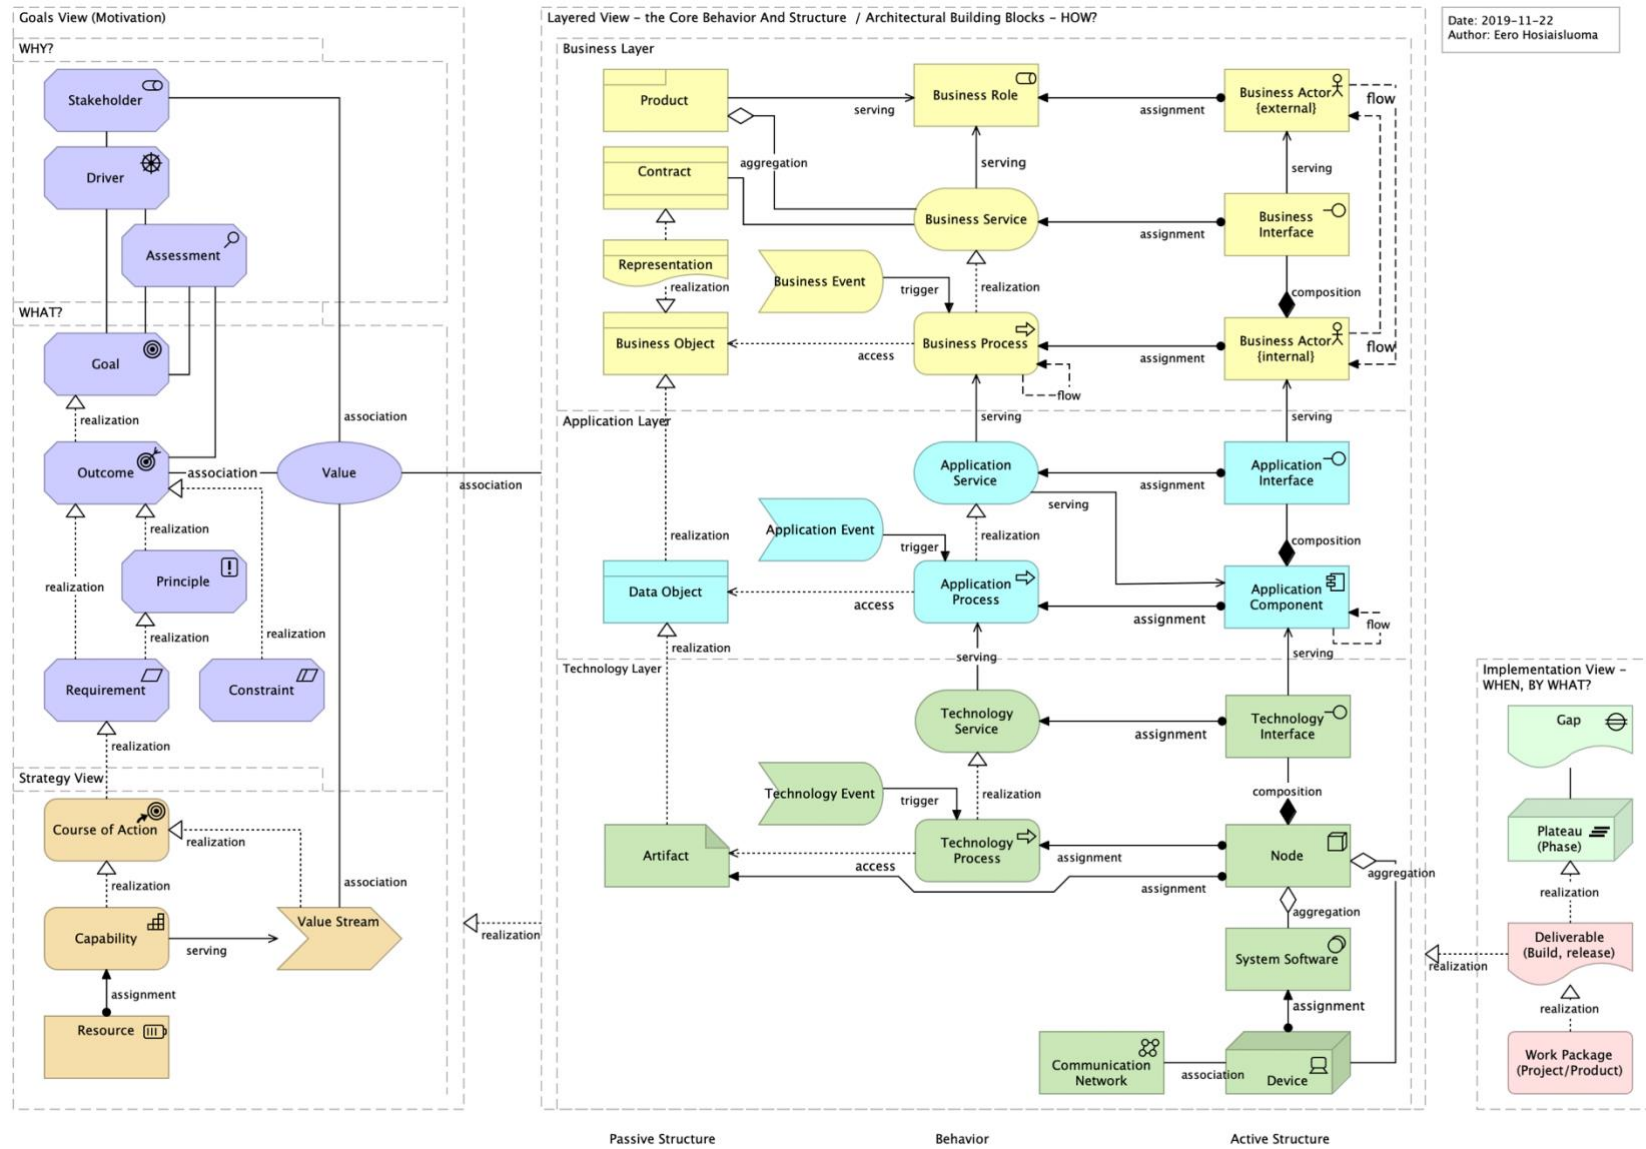 Goals View (Motivation)
WHY?
Stakeholder
Driver
Assessment
WHAT?
Goal
realization
association
Outcome
association
Value
association
realization
realization
Principle
realization
realization
Requirement
Constraint
realization
Strategy View
Course of Action
realization
realization
association
Capability
serving
Value Stream
assignment
Resource
realization
Layered View – the Core Behavior And Structure / Architectural Building Blocks – HOW?
Business Layer
Product
serving
Business Role
assignment
Business Actor
{external}
flow
aggregation
Contract
serving
serving
Business Service
assignment
Business
Interface
Representation
realization
Business Event
trigger
realization
composition
Business Object
access
Business Process
assignment
Business Actor
{internal}
flow
flow
serving
serving
Application Layer
Application
Service
assignment
Application
Interface
serving
realization
Application Event
trigger
realization
composition
Data Object
access
Application
Process
assignment
Application
Component
flow
realization
serving
serving
Technology Layer
Technology
Service
assignment
Technology
Interface
Technology Event
trigger
realization
composition
Artifact
access
Technology
Process
assignment
assignment
Node
aggregation
aggregation
System Software
assignment
Communication
Network
association
Device
realization
Date: 2019-11-22
Author: Eero Hosiaisluoma
Implementation View –
WHEN, BY WHAT?
Gap
Plateau
(Phase)
realization
Deliverable
(Build, release)
realization
Work Package
(Project/Product)
Passive Structure
Behavior
Active Structure